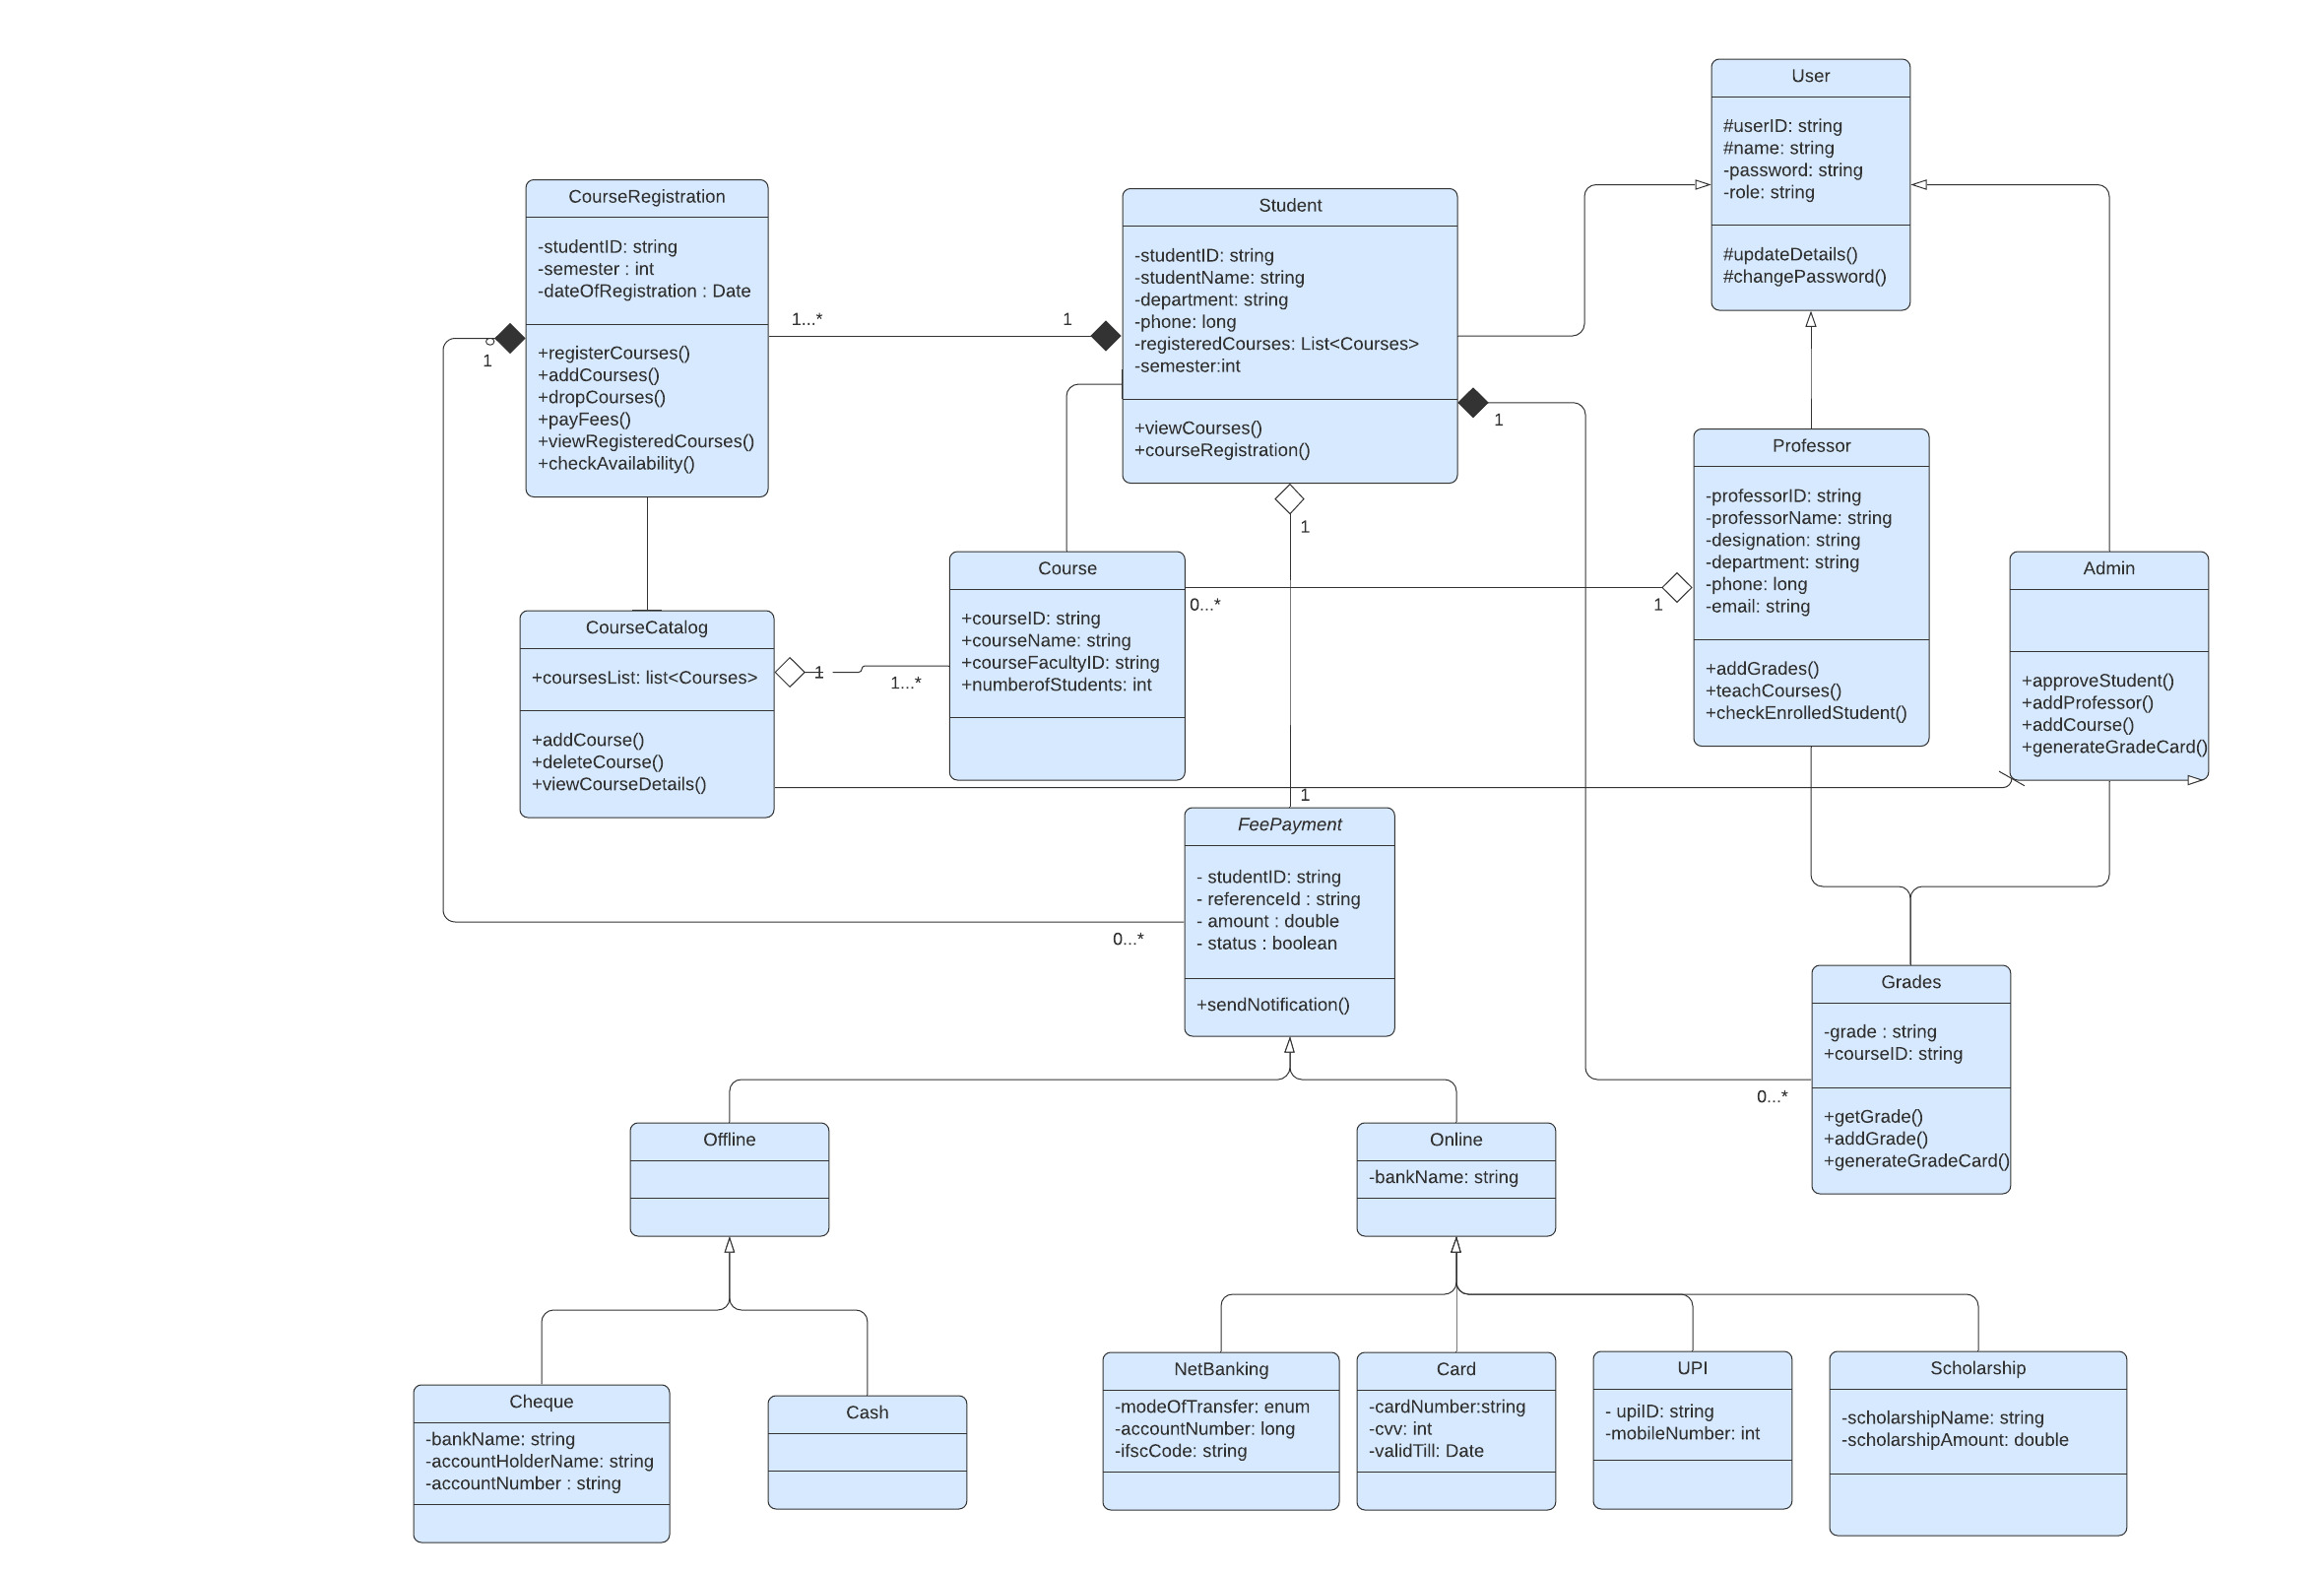 User
#userID: string
#name: string
-password: string
-role: string
#updateDetails()
#changePassword()
CourseRegistration
-studentID: string
-semester : int
-dateOfRegistration : Date
+registerCourses()
+addCourses()
+dropCourses()
+payFees()
+viewRegisteredCourses()
+checkAvailability()
1...*
1
1
Student
-studentID: string
-studentName: string
-department: string
-phone: long
-registeredCourses: List<Courses>
-semester:int
+viewCourses()
+courseRegistration()
1
1
Professor
-professorID: string
-professorName: string
-designation: string
-department: string
-phone: long
-email: string
+addGrades()
+teachCourses()
+checkEnrolledStudent()
Admin
+approveStudent()
+addProfessor()
+addCourse()
+generateGradeCard()
Course
+courseID: string
+courseName: string
+courseFacultyID: string
+numberofStudents: int
0...*
1
CourseCatalog
+coursesList: list<Courses>
+addCourse()
+deleteCourse()
+viewCourseDetails()
1
1...*
1
FeePayment
- studentID: string
- referenceId : string
- amount : double
- status : boolean
+sendNotification()
0...*
Grades
-grade : string
+courseID: string
+getGrade()
+addGrade()
+generateGradeCard()
0...*
Offline
Online
-bankName: string
Cheque
-bankName: string
-accountHolderName: string
-accountNumber : string
Cash
NetBanking
-modeOfTransfer: enum
-accountNumber: long
-ifscCode: string
Card
-cardNumber:string
-cvv: int
-validTill: Date
UPI
- upiID: string
-mobileNumber: int
Scholarship
-scholarshipName: string
-scholarshipAmount: double